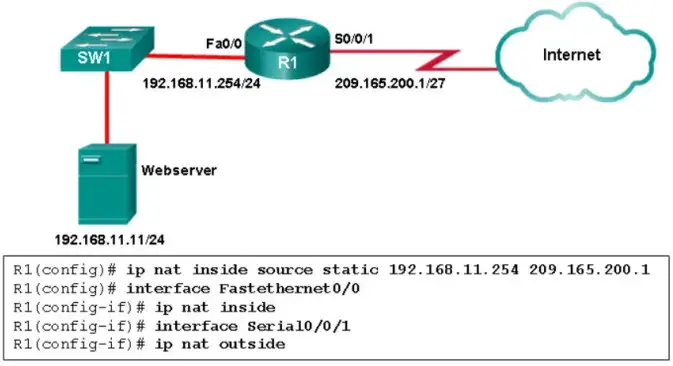 Fa0/0
S0/0/1
SW1
R1
Internet
192.168.11.254/24
209.165.200.1/27
Webserver
192.168.11.11/24
R1(config)# ip nat inside source static 192.168.11.254 209.165.200.1
R1(config)# interface Fastethernet0/0
R1(config-if)# ip nat inside
R1(config-if)# interface Serial0/0/1
R1(config-if)# ip nat outside